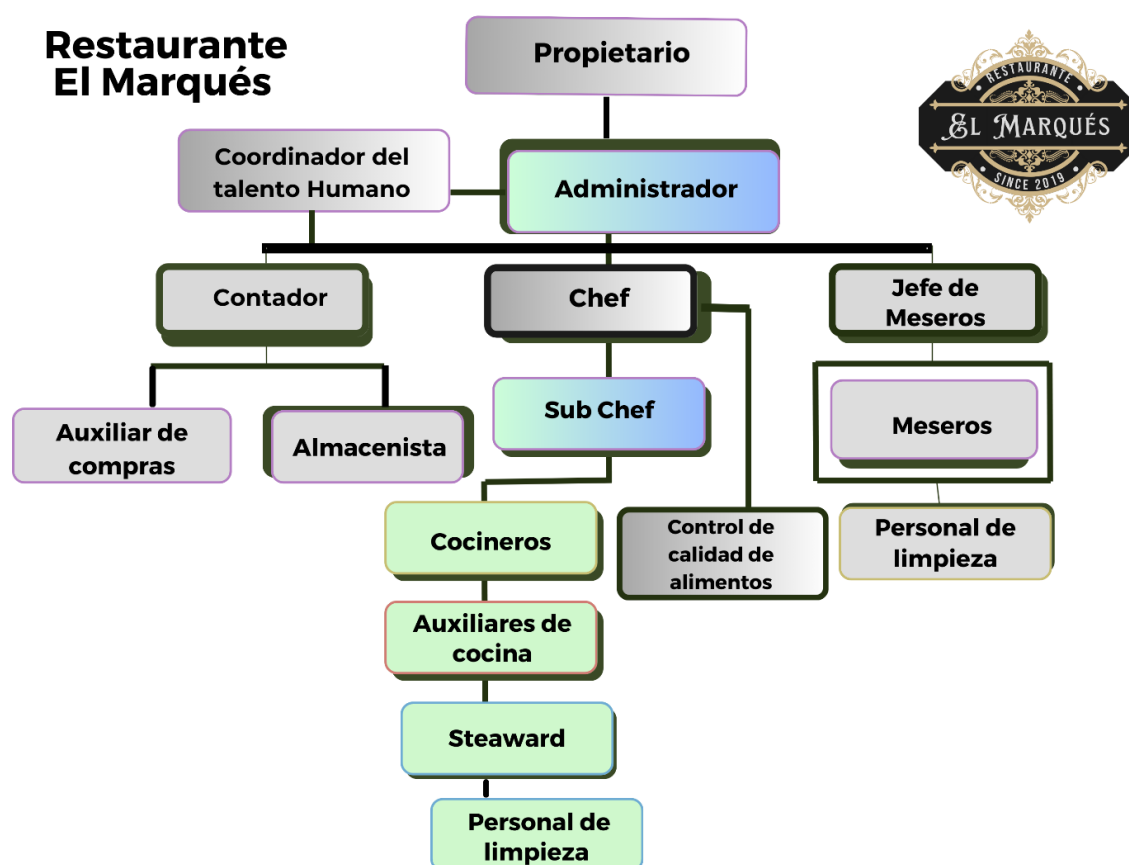 Restaurante
El Marqués
Propietario
RESTAURANTE
EL MARQUÉS
SINCE 2019
Coordinador del
talento Humano
Administrador
Contador
Chef
Jefe de
Meseros
Auxiliar de
compras
Almacenista
Sub Chef
Meseros
Cocineros
Control de
calidad de
alimentos
Personal de
limpieza
Auxiliares de
cocina
Steaward
Personal de
limpieza